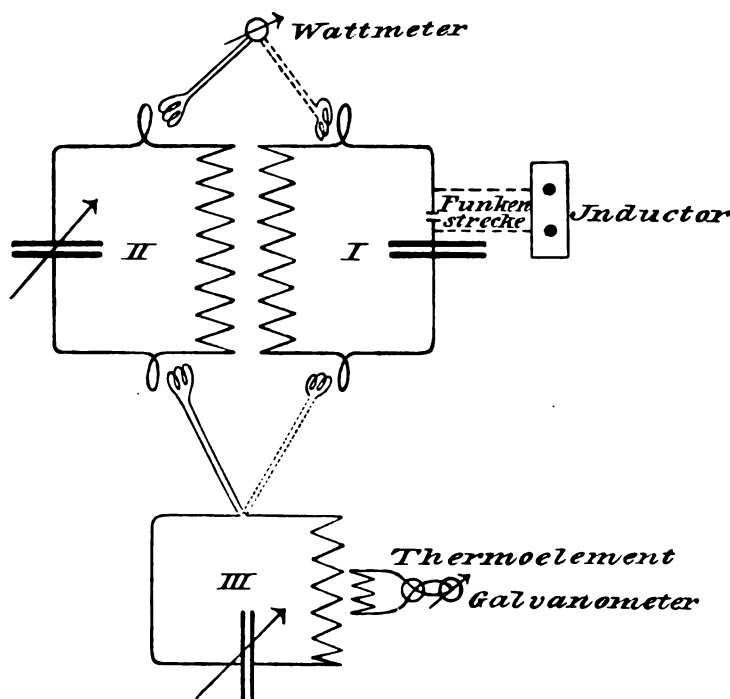 Wattmeter
Funken
strecke
Jnductor
II
I
III
Thermoelement
Galvanometer